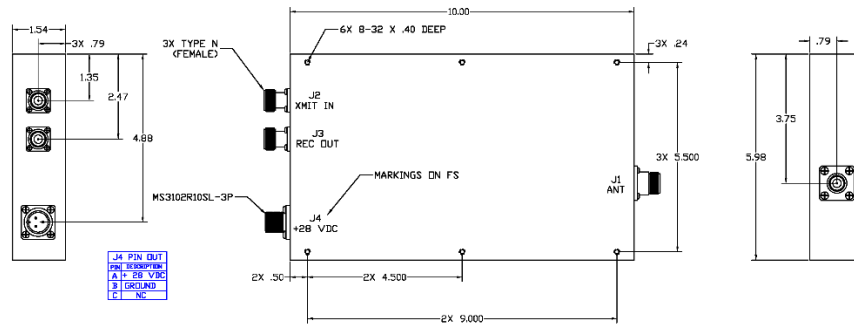 1.54
3X .79
1.35
2.47
4.88
10.00
6X 8-32 X .40 DEEP
3X TYPE N
(FEMALE)
J2
XMIT IN
J3
REC OUT
MARKINGS ON FS
MS3102R10SL-3P
J4
+28 VDC
J1
ANT
3X .24
3X 5.500
5.98
.79
3.75
2X .50
2X 4.500
2X 9.000
J4 PIN OUT
PIN DESCRIPTION
A + 28 VDC
B GROUND
C NC